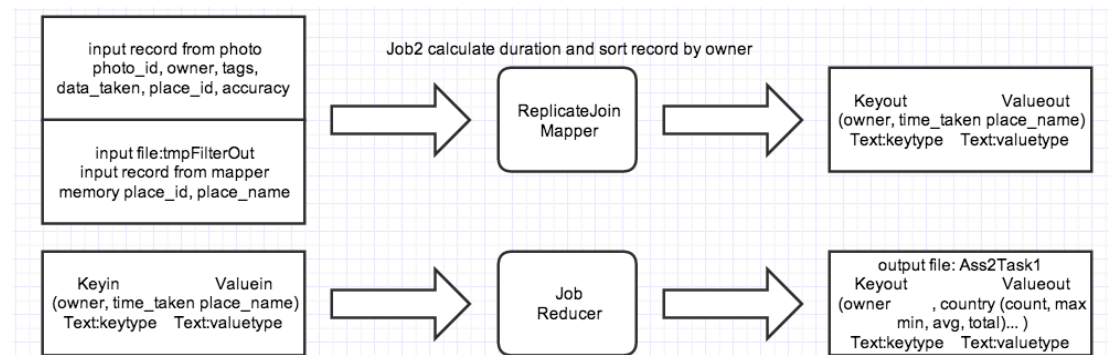 Job2 calculate duration and sort record by owner
input record from photo
photo_id, owner, tags,
data_taken, place_id, accuracy
input file:tmpFilterOut
input record from mapper
memory place_id, place_name
ReplicateJoin
Mapper
Keyout Valueout
(owner, time_taken place_name)
Text:keytype Text:valuetype
Keyin Valuein
(owner, time_taken place_name)
Text:keytype Text:valuetype
Job
Reducer
output file: Ass2Task1
Keyout Valueout
(owner , country (count, max
min, avg, total)... )
Text:keytype Text:valuetype